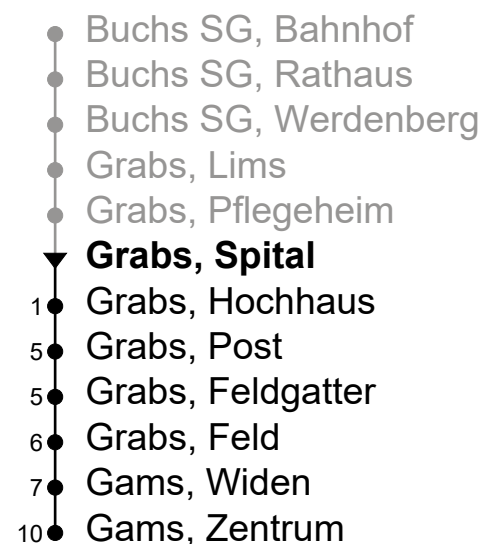 Buchs SG, Bahnhof
Buchs SG, Rathaus
Buchs SG, Werdenberg
Grabs, Lims
Grabs, Pflegeheim
Grabs, Spital
1 Grabs, Hochhaus
5 Grabs, Post
5 Grabs, Feldgatter
6 Grabs, Feld
7 Gams, Widen
10 Gams, Zentrum